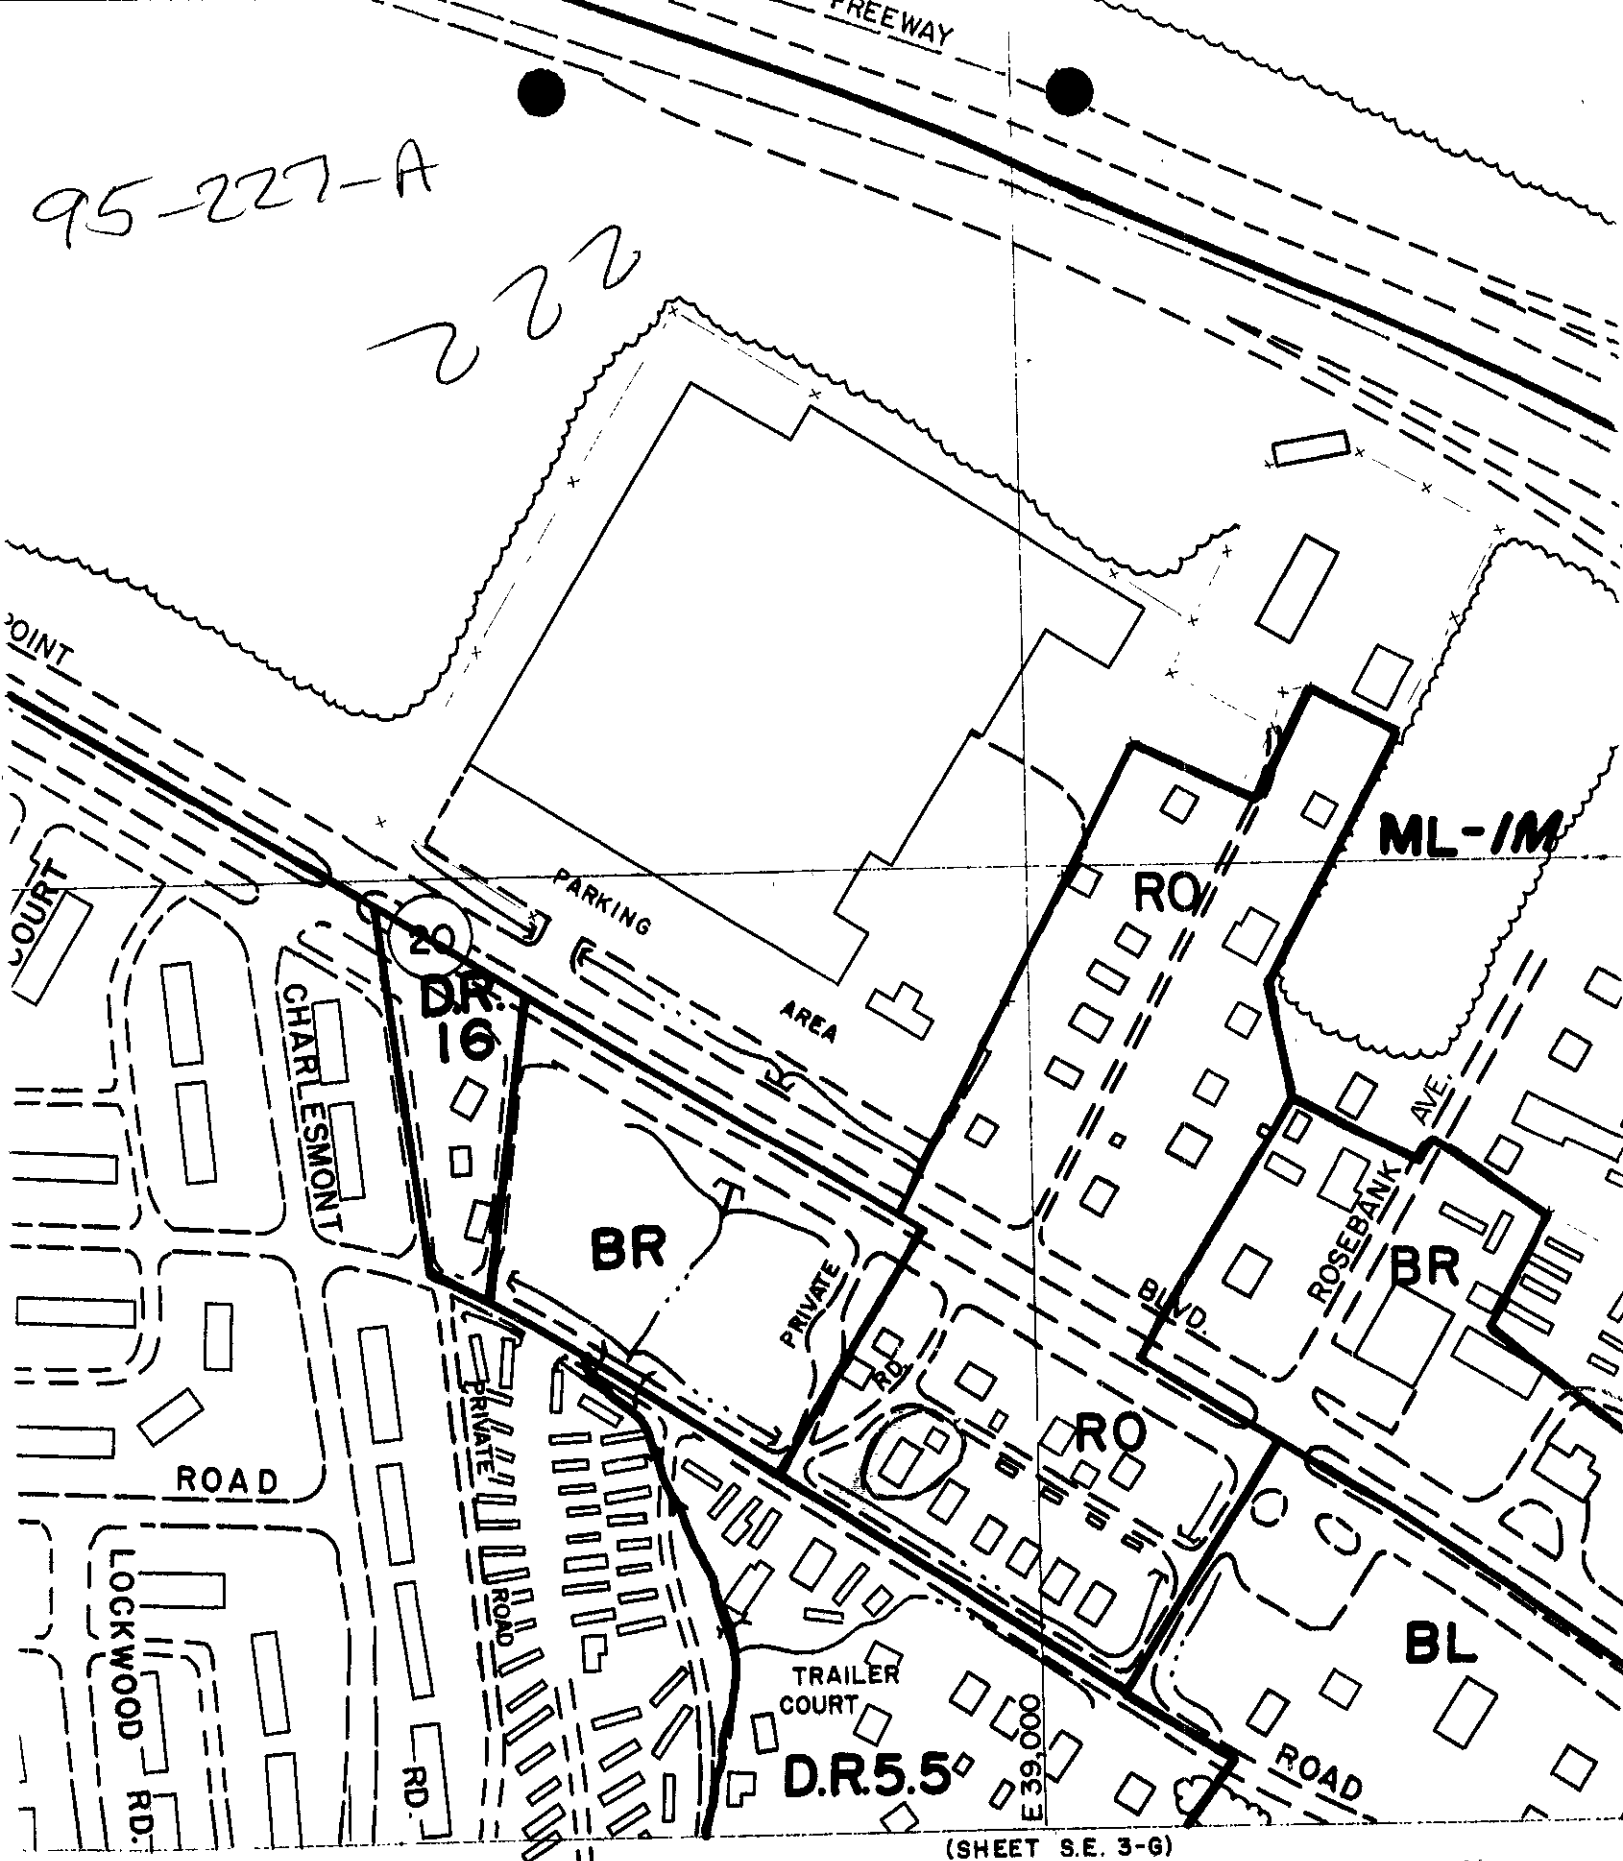 FREEWAY
95-227-A
222
POINT
ML-IM
COURT
PARKING
RO
20
D.R.
16
CHARLESMONT
AREA
AVE.
BR
PRIVATE
BLVD.
ROSEBANK
BR
RD.
PRIVATE
RO
ROAD
LOCKWOOD RD.
ROAD
BL
TRAILER
COURT
D.R.5.5
E 39,000
RD.
ROAD
(SHEET S.E. 3-G)